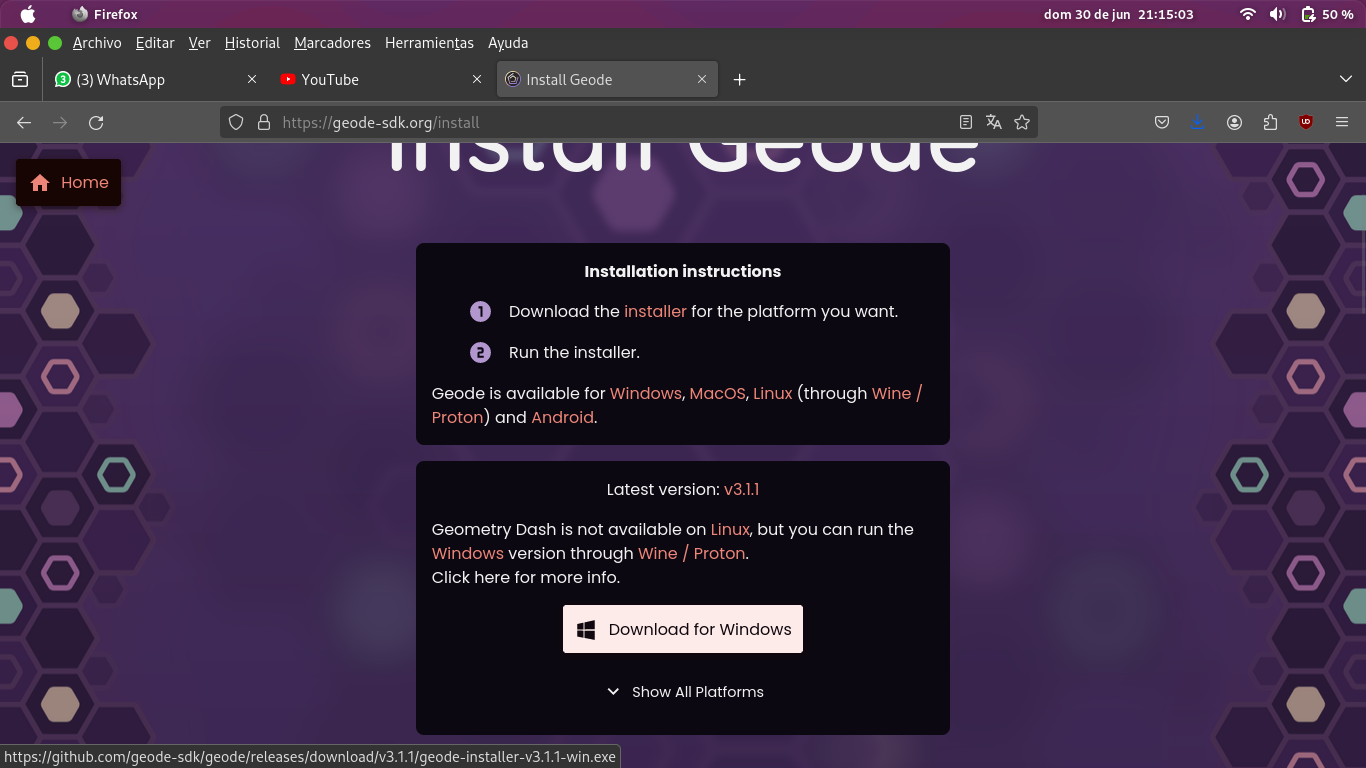 Firefox
dom 30 de jun 21:15:03
50 %
Archivo Editar Ver Historial Marcadores Herramientas Ayuda
3 (3) WhatsApp
YouTube
Install Geode
https://geode-sdk.org/install
Install Geode
Home
Installation instructions
1 Download the installer for the platform you want.
2 Run the installer.
Geode is available for Windows, MacOS, Linux (through Wine /
Proton) and Android.
Latest version: v3.1.1
Geometry Dash is not available on Linux, but you can run the
Windows version through Wine / Proton.
Click here for more info.
Download for Windows
Show All Platforms
https://github.com/geode-sdk/geode/releases/download/v3.1.1/geode-installer-v3.1.1-win.exe